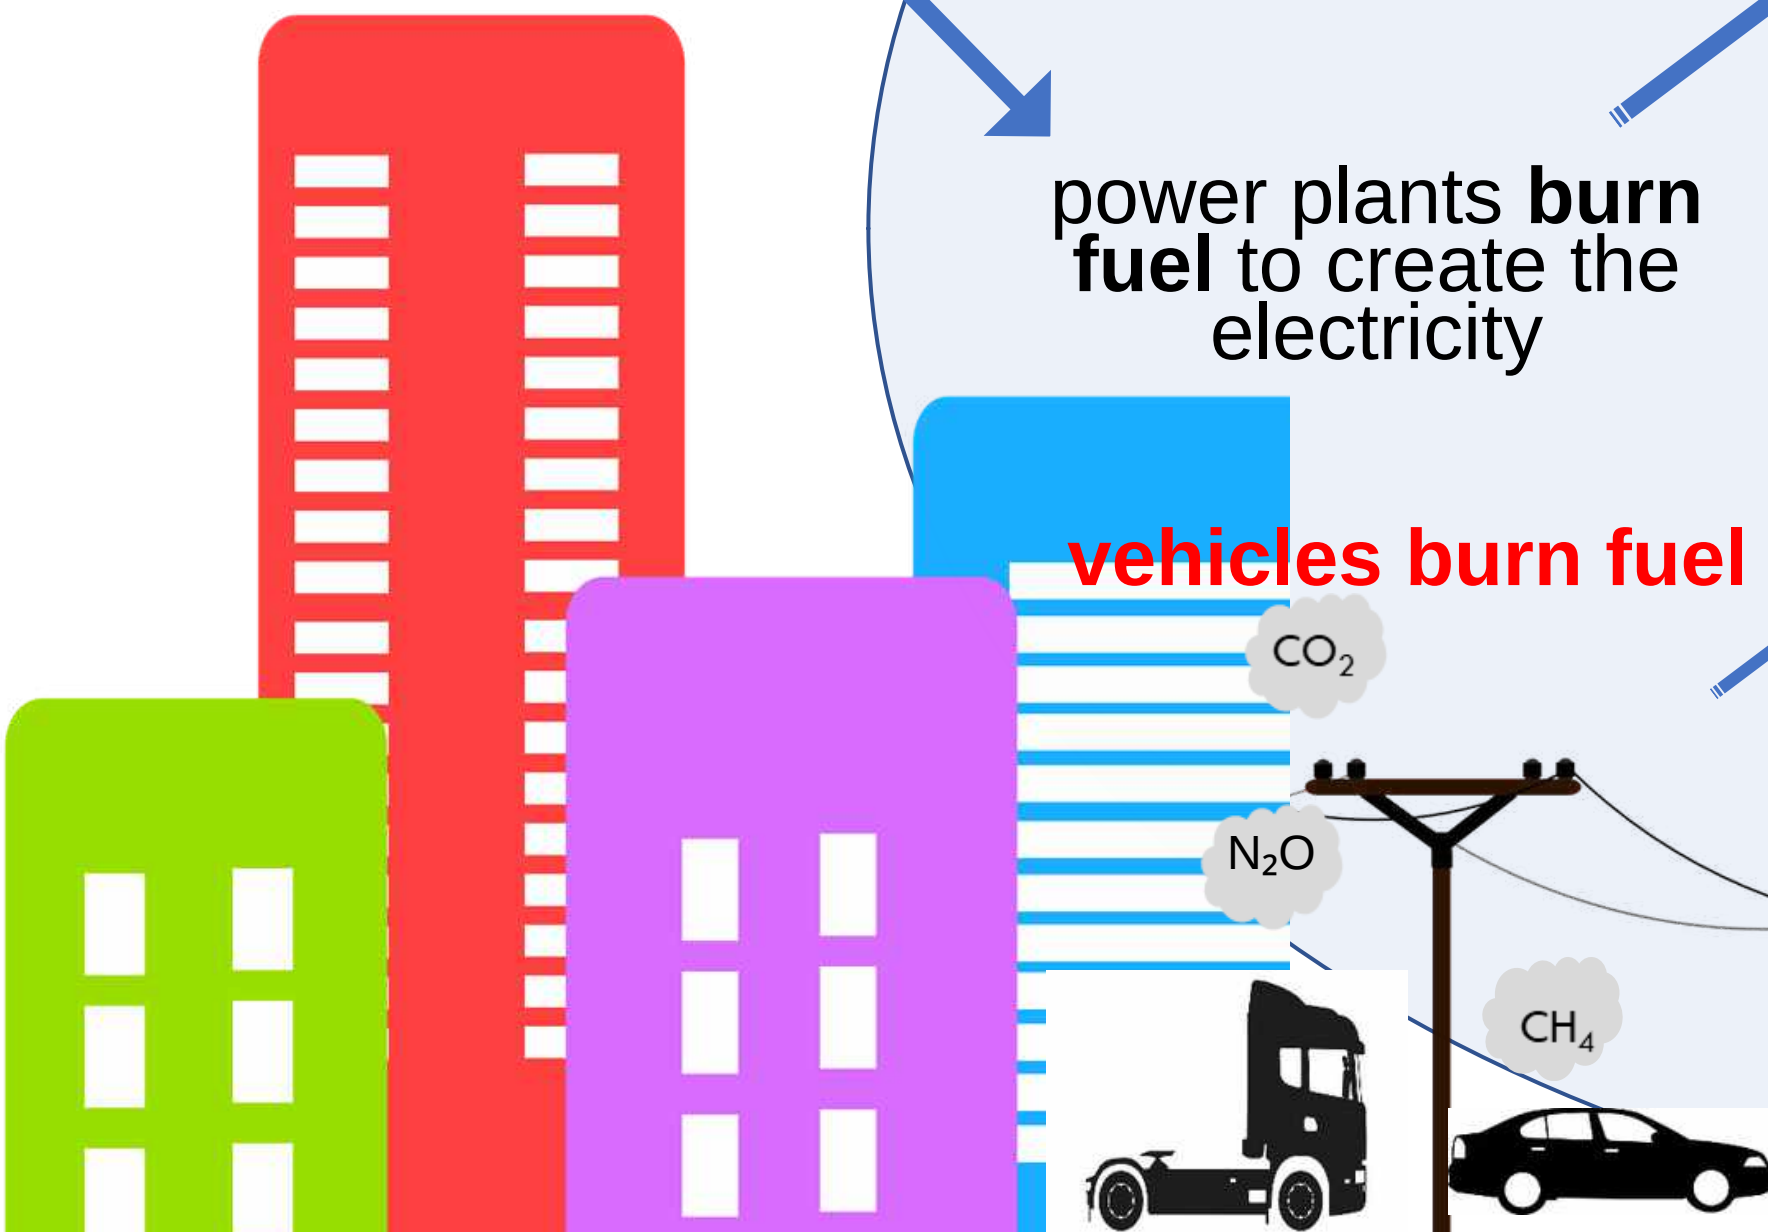 power plants burn
fuel to create the
electricity
vehicles burn fuel
CO₂
N₂O
CH₄